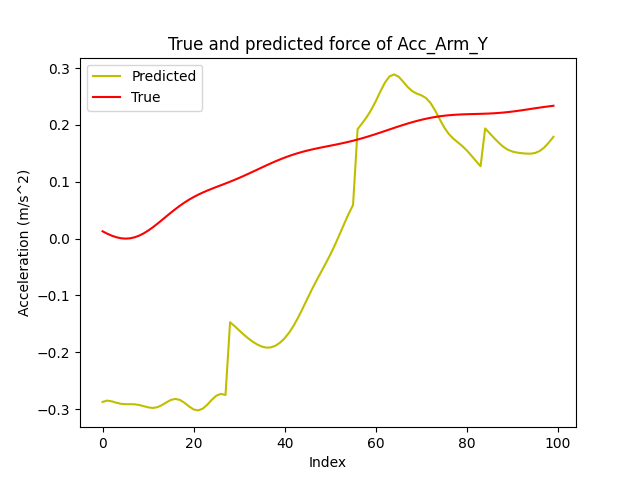 True and predicted force of Acc_Arm_Y
Predicted
True
0.3
0.2
0.1
0.0
−0.1
−0.2
−0.3
Acceleration (m/s^2)
0 20 40 60 80 100
Index